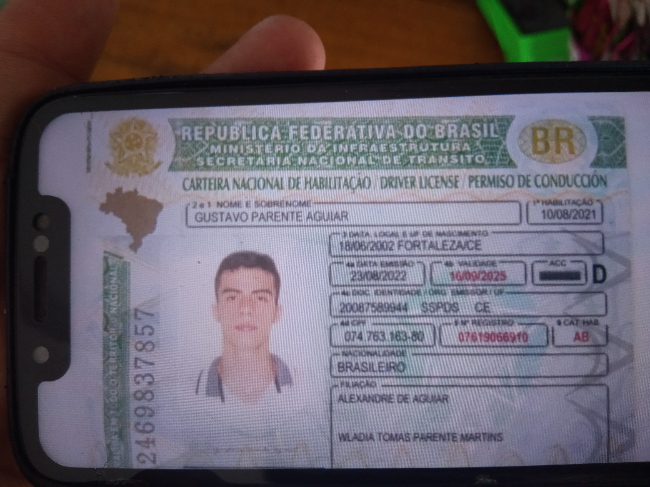 REPÚBLICA FEDERATIVA DO BRASIL
MINISTÉRIO DA INFRAESTRUTURA
SECRETARIA NACIONAL DE TRÂNSITO
BR
CARTEIRA NACIONAL DE HABILITAÇÃO / DRIVER LICENSE / PERMISO DE CONDUCCIÓN
2 e 1 NOME E SOBRENOME
GUSTAVO PARENTE AGUIAR
1ª HABILITAÇÃO
10/08/2021
3 DATA, LOCAL E UF DE NASCIMENTO
18/06/2002 FORTALEZA/CE
4a DATA EMISSÃO
23/08/2022
4b VALIDADE
16/09/2025
ACC
D
4c DOC. IDENTIDADE / ORG. EMISSOR / UF
20087589944 SSPDS CE
4d CPF
074.763.163-80
5 Nº REGISTRO
07619066910
9 CAT HAB
AB
NACIONALIDADE
BRASILEIRO
FILIAÇÃO
ALEXANDRE DE AGUIAR
WLADIA TOMAS PARENTE MARTINS
O TERRITÓRIO NACIONAL
2469837857